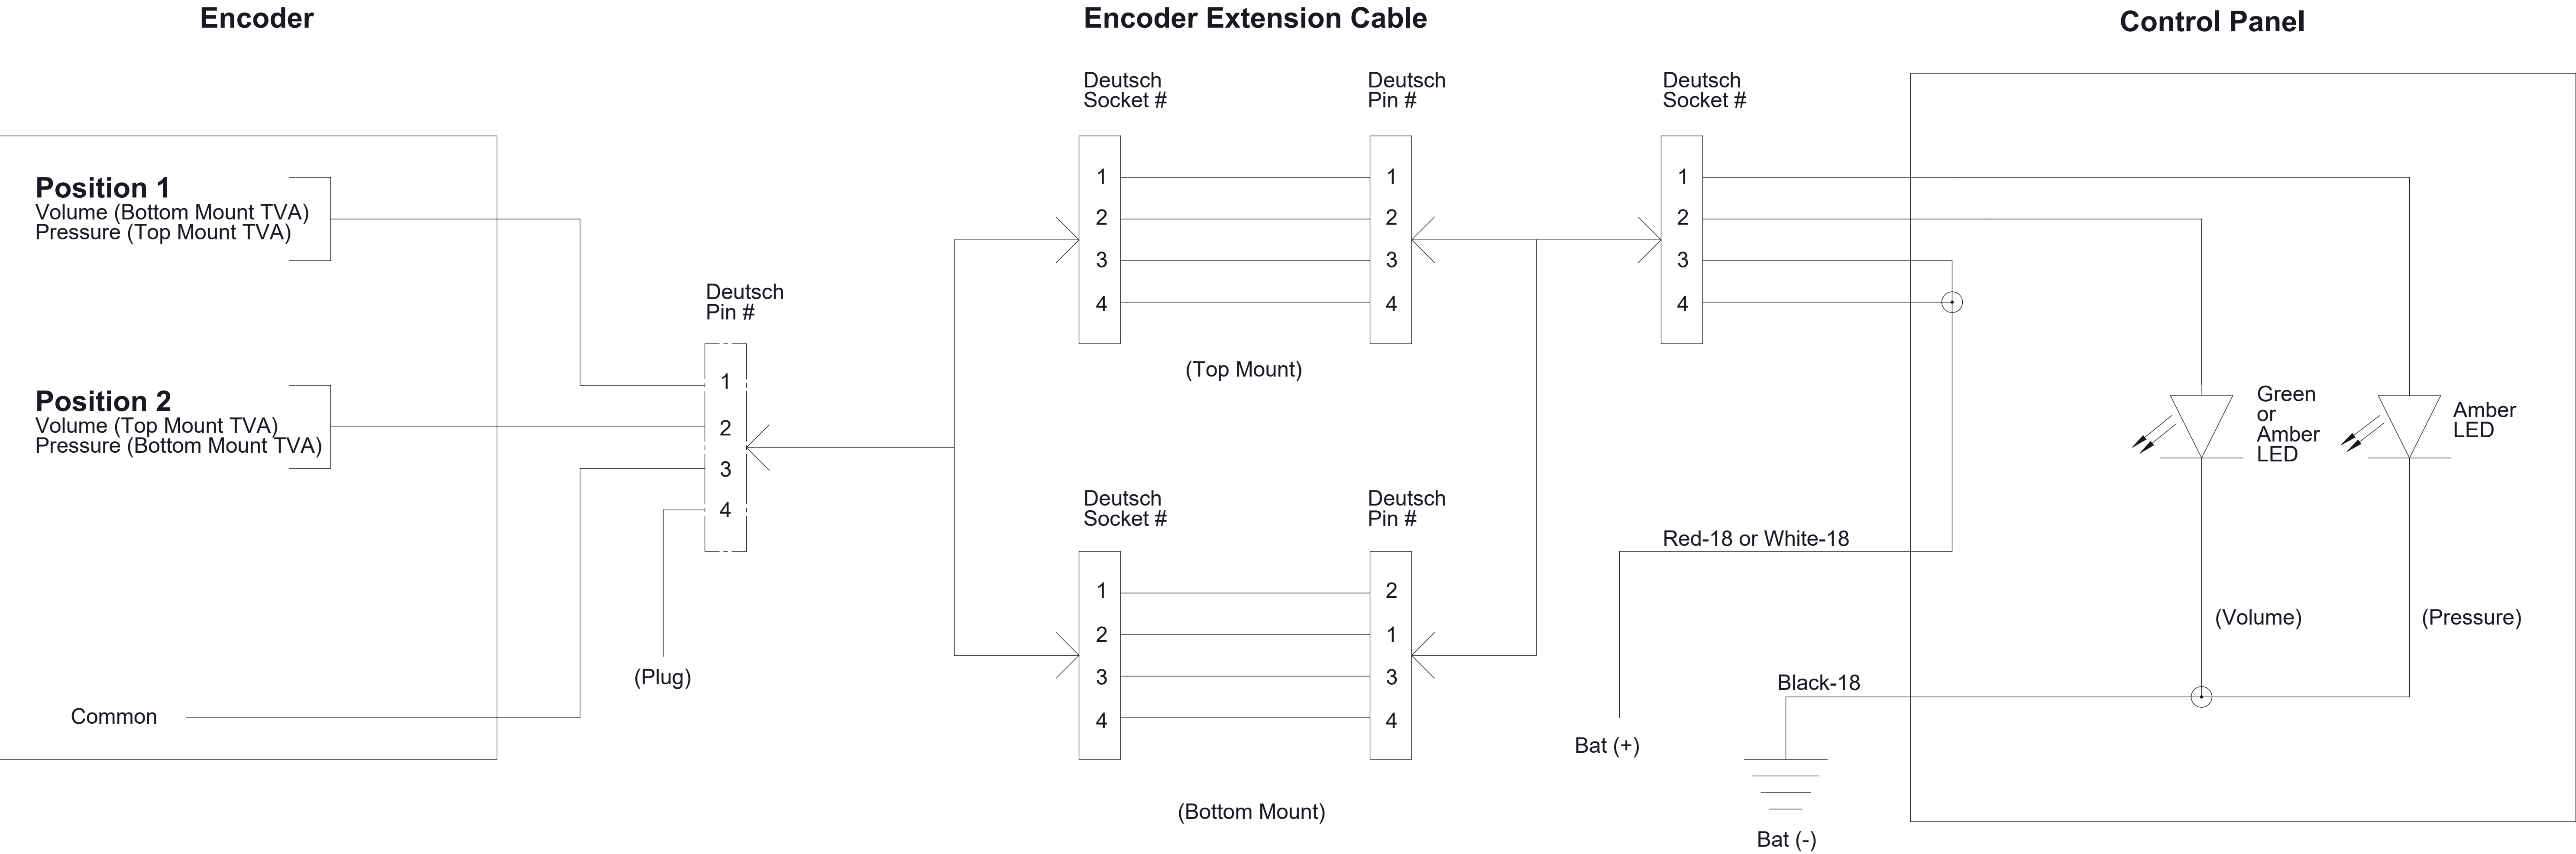 Encoder
Encoder Extension Cable
Control Panel
Position 1
Volume (Bottom Mount TVA)
Pressure (Top Mount TVA)
Position 2
Volume (Top Mount TVA)
Pressure (Bottom Mount TVA)
Common
Deutsch
Pin #
1
2
3
4
(Plug)
Deutsch
Socket #
1
2
3
4
Deutsch
Pin #
1
2
3
4
(Top Mount)
Deutsch
Socket #
1
2
3
4
Deutsch
Pin #
2
1
3
4
(Bottom Mount)
Deutsch
Socket #
1
2
3
4
Red-18 or White-18
Bat (+)
Black-18
Bat (-)
Green
or
Amber
LED
Amber
LED
(Volume)
(Pressure)